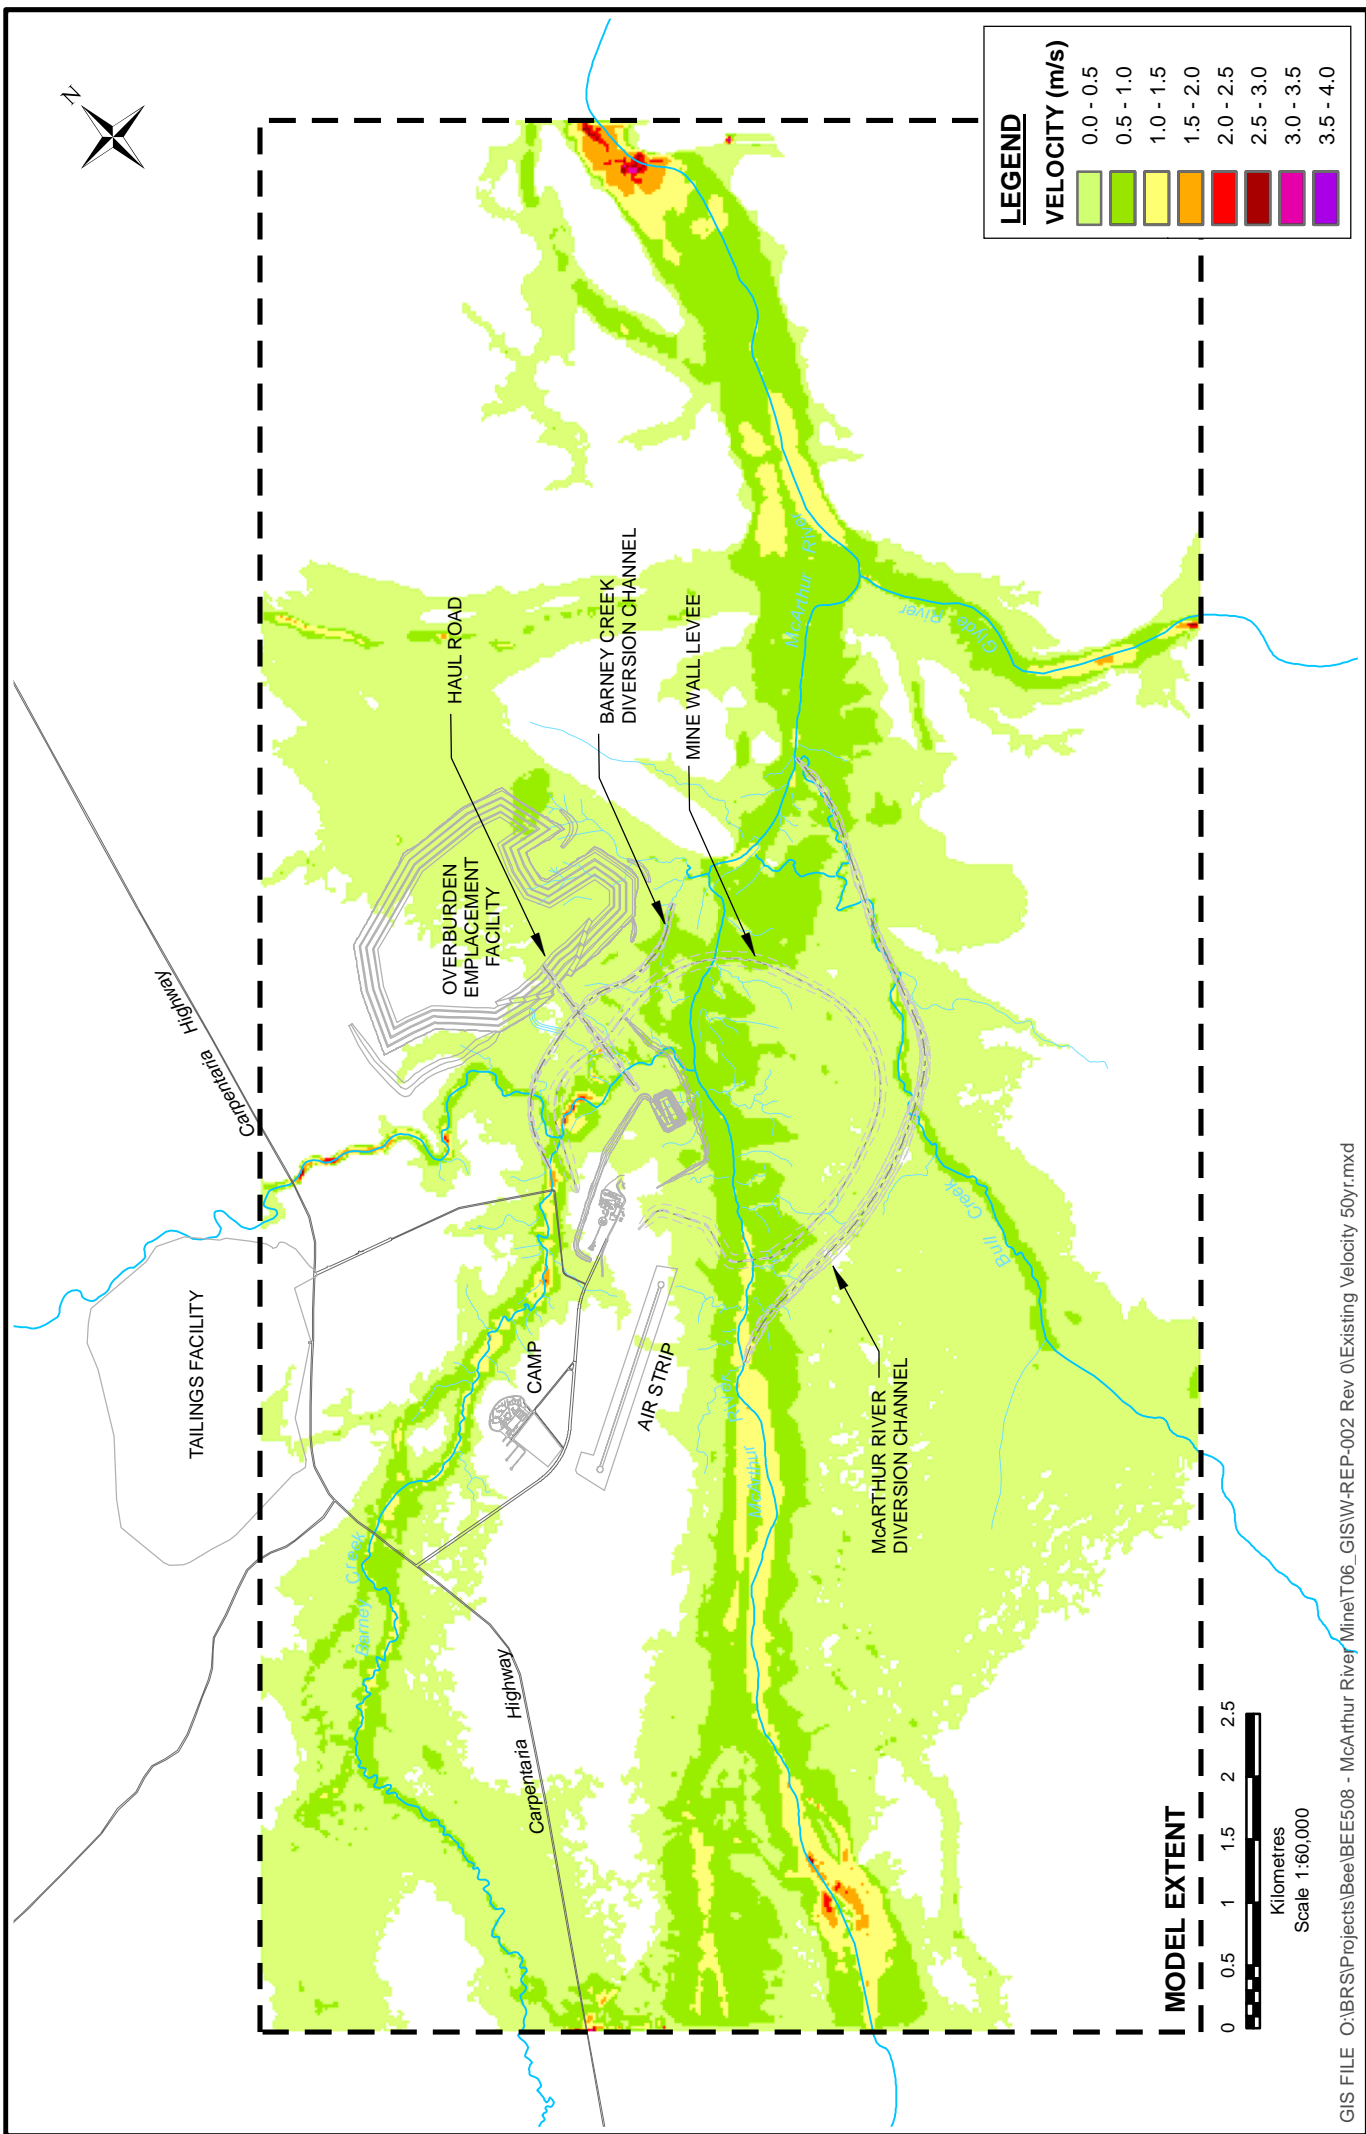 N
LEGEND
VELOCITY (m/s)
0.0 - 0.5
0.5 - 1.0
1.0 - 1.5
1.5 - 2.0
2.0 - 2.5
2.5 - 3.0
3.0 - 3.5
3.5 - 4.0
Carpentaria Highway
TAILINGS FACILITY
OVERBURDEN
EMPLACEMENT
FACILITY
HAUL ROAD
BARNEY CREEK
DIVERSION CHANNEL
MINE WALL LEVEE
McArthur River
Glyde River
Barney Creek
CAMP
AIR STRIP
Carpentaria Highway
McArthur River
Bull Creek
McARTHUR RIVER
DIVERSION CHANNEL
MODEL EXTENT
0 0.5 1 1.5 2 2.5
Kilometres
Scale 1:60,000
GIS FILE O:\BRS\Projects\Bee\BEE508 - McArthur River Mine\T06_GIS\W-REP-002 Rev 0\Existing Velocity 50yr.mxd